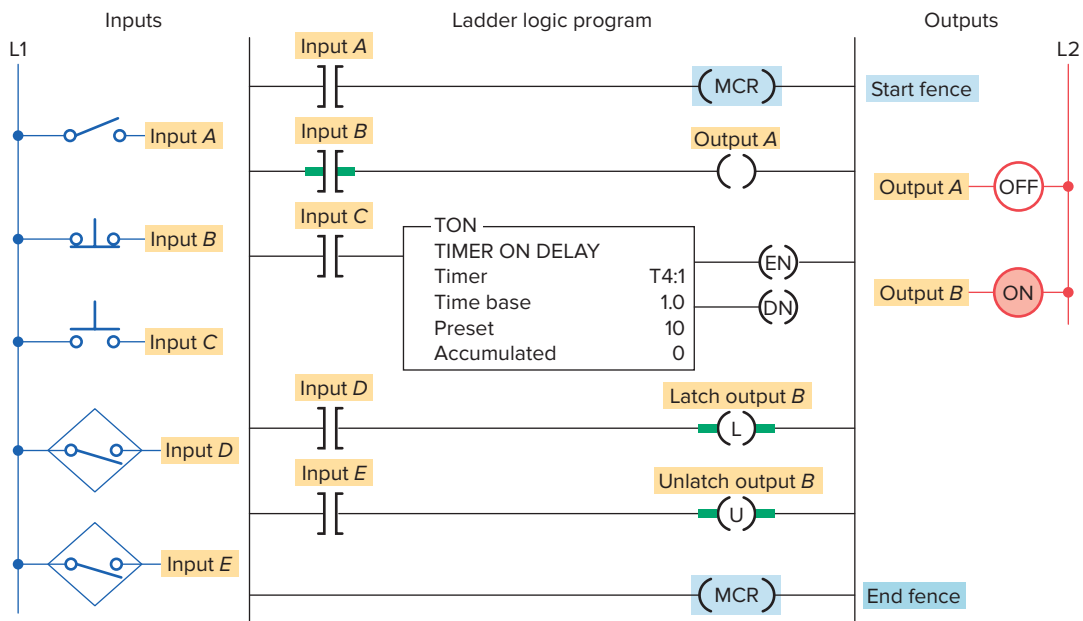 Inputs
Ladder logic program
Outputs
L1
L2
Input A
MCR
Start fence
Input A
Input B
Output A
Output A
OFF
Input C
Input B
TON
TIMER ON DELAY
Timer T4:1
Time base 1.0
Preset 10
Accumulated 0
EN
DN
Output B
ON
Input C
Input D
Latch output B
L
Input D
Input E
Unlatch output B
U
Input E
MCR
End fence